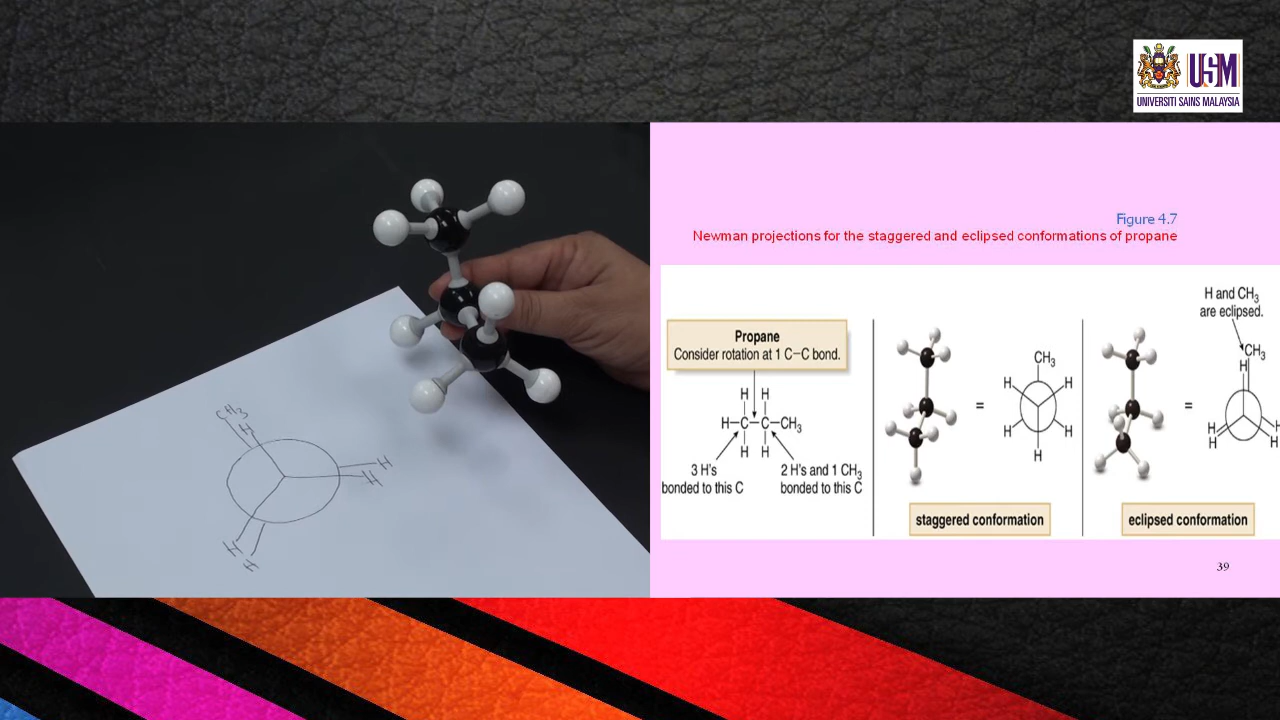 USM
UNIVERSITI SAINS MALAYSIA
Figure 4.7
Newman projections for the staggered and eclipsed conformations of propane
Propane
Consider rotation at 1 C−C bond.
H H
H−C−C−CH₃
H H
3 H's
bonded to this C
2 H's and 1 CH₃
bonded to this C
CH₃
H H
=
H H
H
staggered conformation
H and CH₃
are eclipsed.
CH₃
H
=
H H
H H
eclipsed conformation
39
CH₃
H
H
H
H
H